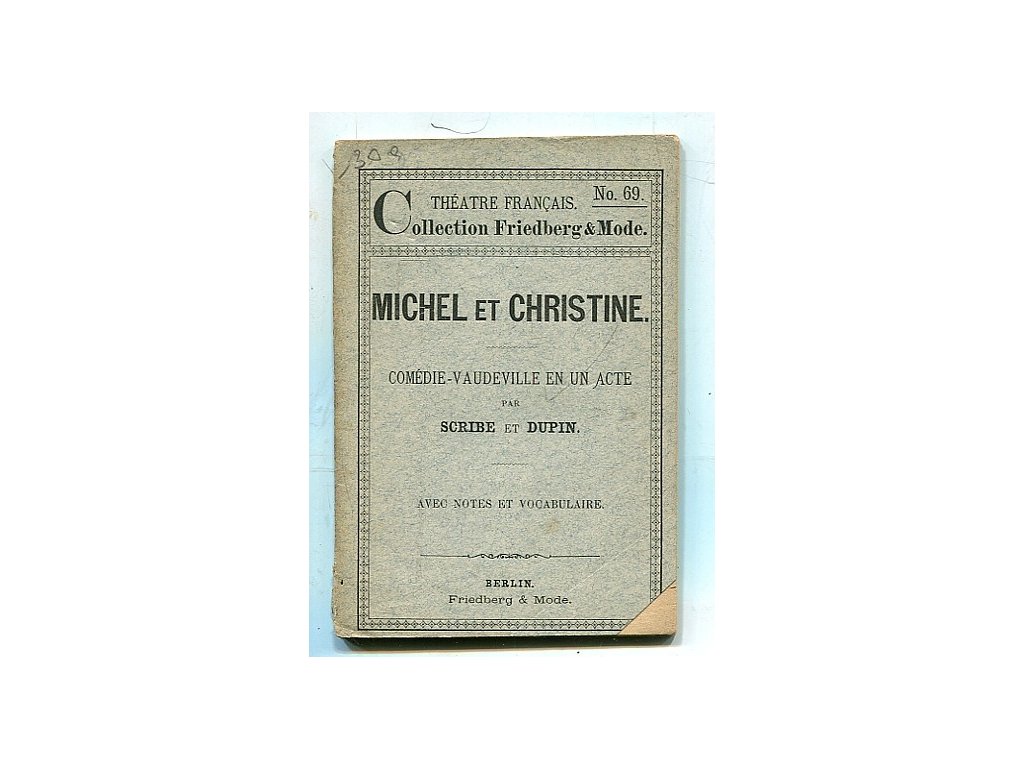 309
THÉATRE FRANÇAIS. No. 69.
Collection Friedberg & Mode.
MICHEL ET CHRISTINE.
COMÉDIE-VAUDEVILLE EN UN ACTE
PAR
SCRIBE ET DUPIN.
AVEC NOTES ET VOCABULAIRE.
BERLIN.
Friedberg & Mode.